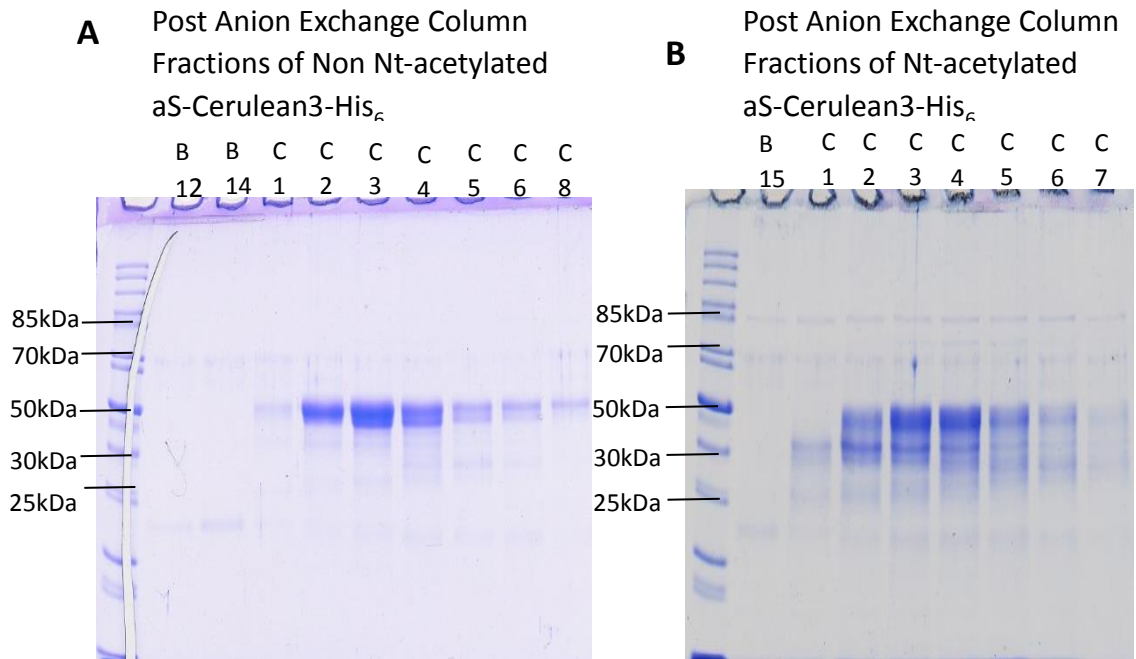 A
Post Anion Exchange Column
Fractions of Non Nt-acetylated
aS-Cerulean3-His6
B B C C C C C C C
12 14 1 2 3 4 5 6 8
85kDa
70kDa
50kDa
30kDa
25kDa
B
Post Anion Exchange Column
Fractions of Nt-acetylated
aS-Cerulean3-His6
B C C C C C C C
15 1 2 3 4 5 6 7
85kDa
70kDa
50kDa
30kDa
25kDa